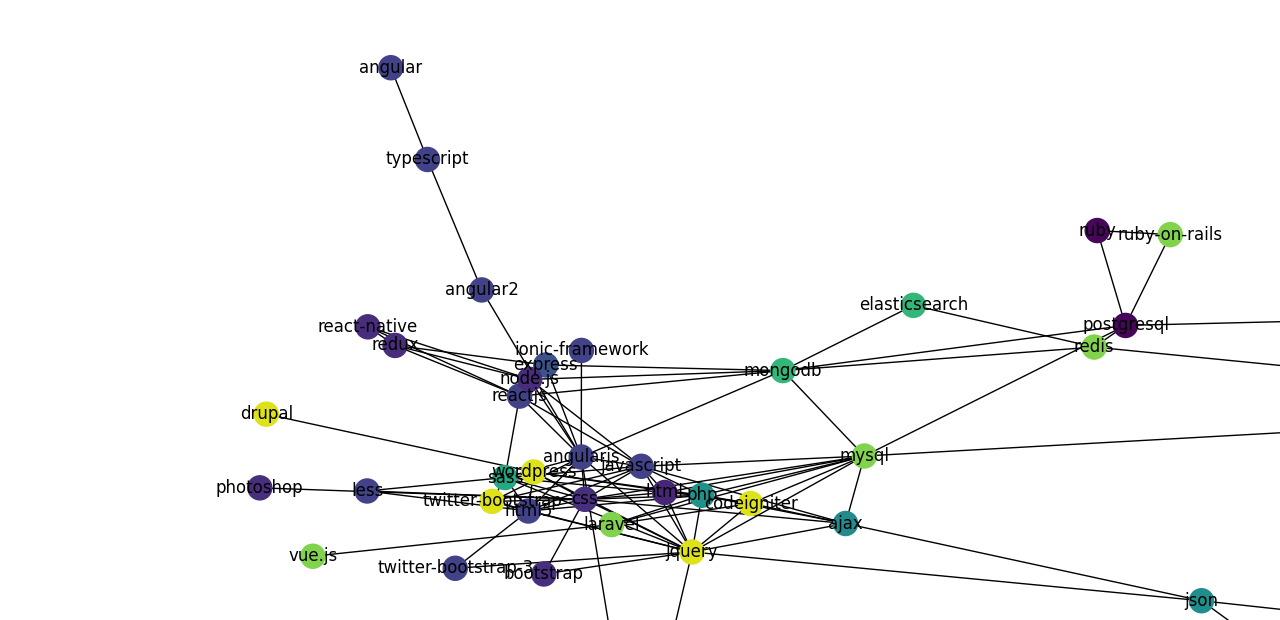 angular
typescript
ruby
ruby-on-rails
angular2
elasticsearch
react-native
postgresql
redux
redis
ionic-framework
express
mongodb
node.js
reactjs
drupal
angularjs
mysql
javascript
wordpress
sass
photoshop
less
html
php
twitter-bootstrap
css
codeigniter
html5
laravel
ajax
jquery
vue.js
twitter-bootstrap-3
bootstrap
json